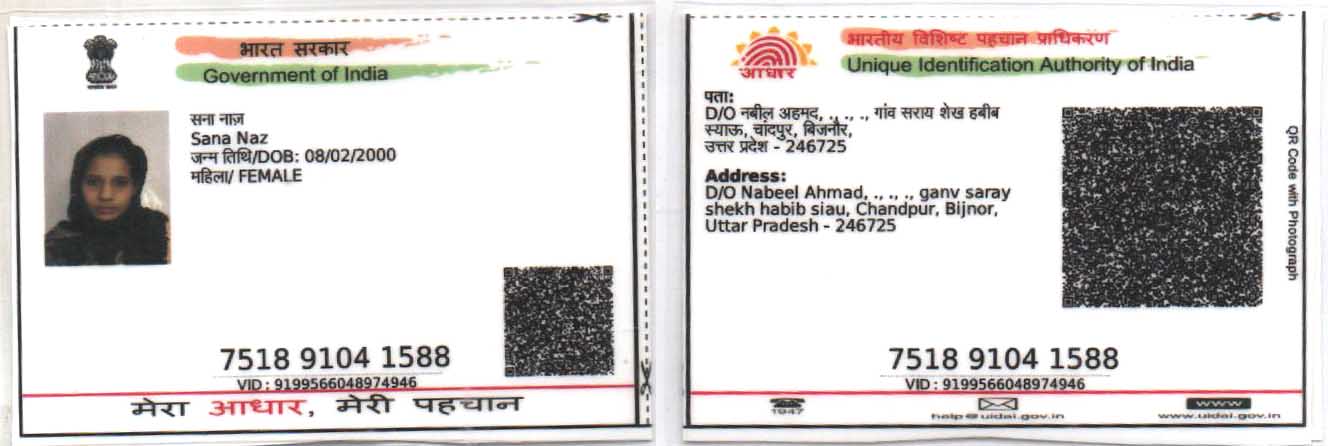 भारत सरकार
Government of India
सना नाज़
Sana Naz
जन्म तिथि/DOB: 08/02/2000
महिला/ FEMALE
7518 9104 1588
VID : 9199566048974946
मेरा आधार, मेरी पहचान
भारतीय विशिष्ट पहचान प्राधिकरण
Unique Identification Authority of India
आधार
पता:
D/O नबील अहमद, ., ., ., गांव सराय शेख हबीब
स्याऊ, चांदपुर, बिजनौर,
उत्तर प्रदेश - 246725
Address:
D/O Nabeel Ahmad, ., ., ., ganv saray
shekh habib siau, Chandpur, Bijnor,
Uttar Pradesh - 246725
QR Code with Photograph
7518 9104 1588
VID : 9199566048974946
1947
help@uidai.gov.in
WWW
www.uidai.gov.in